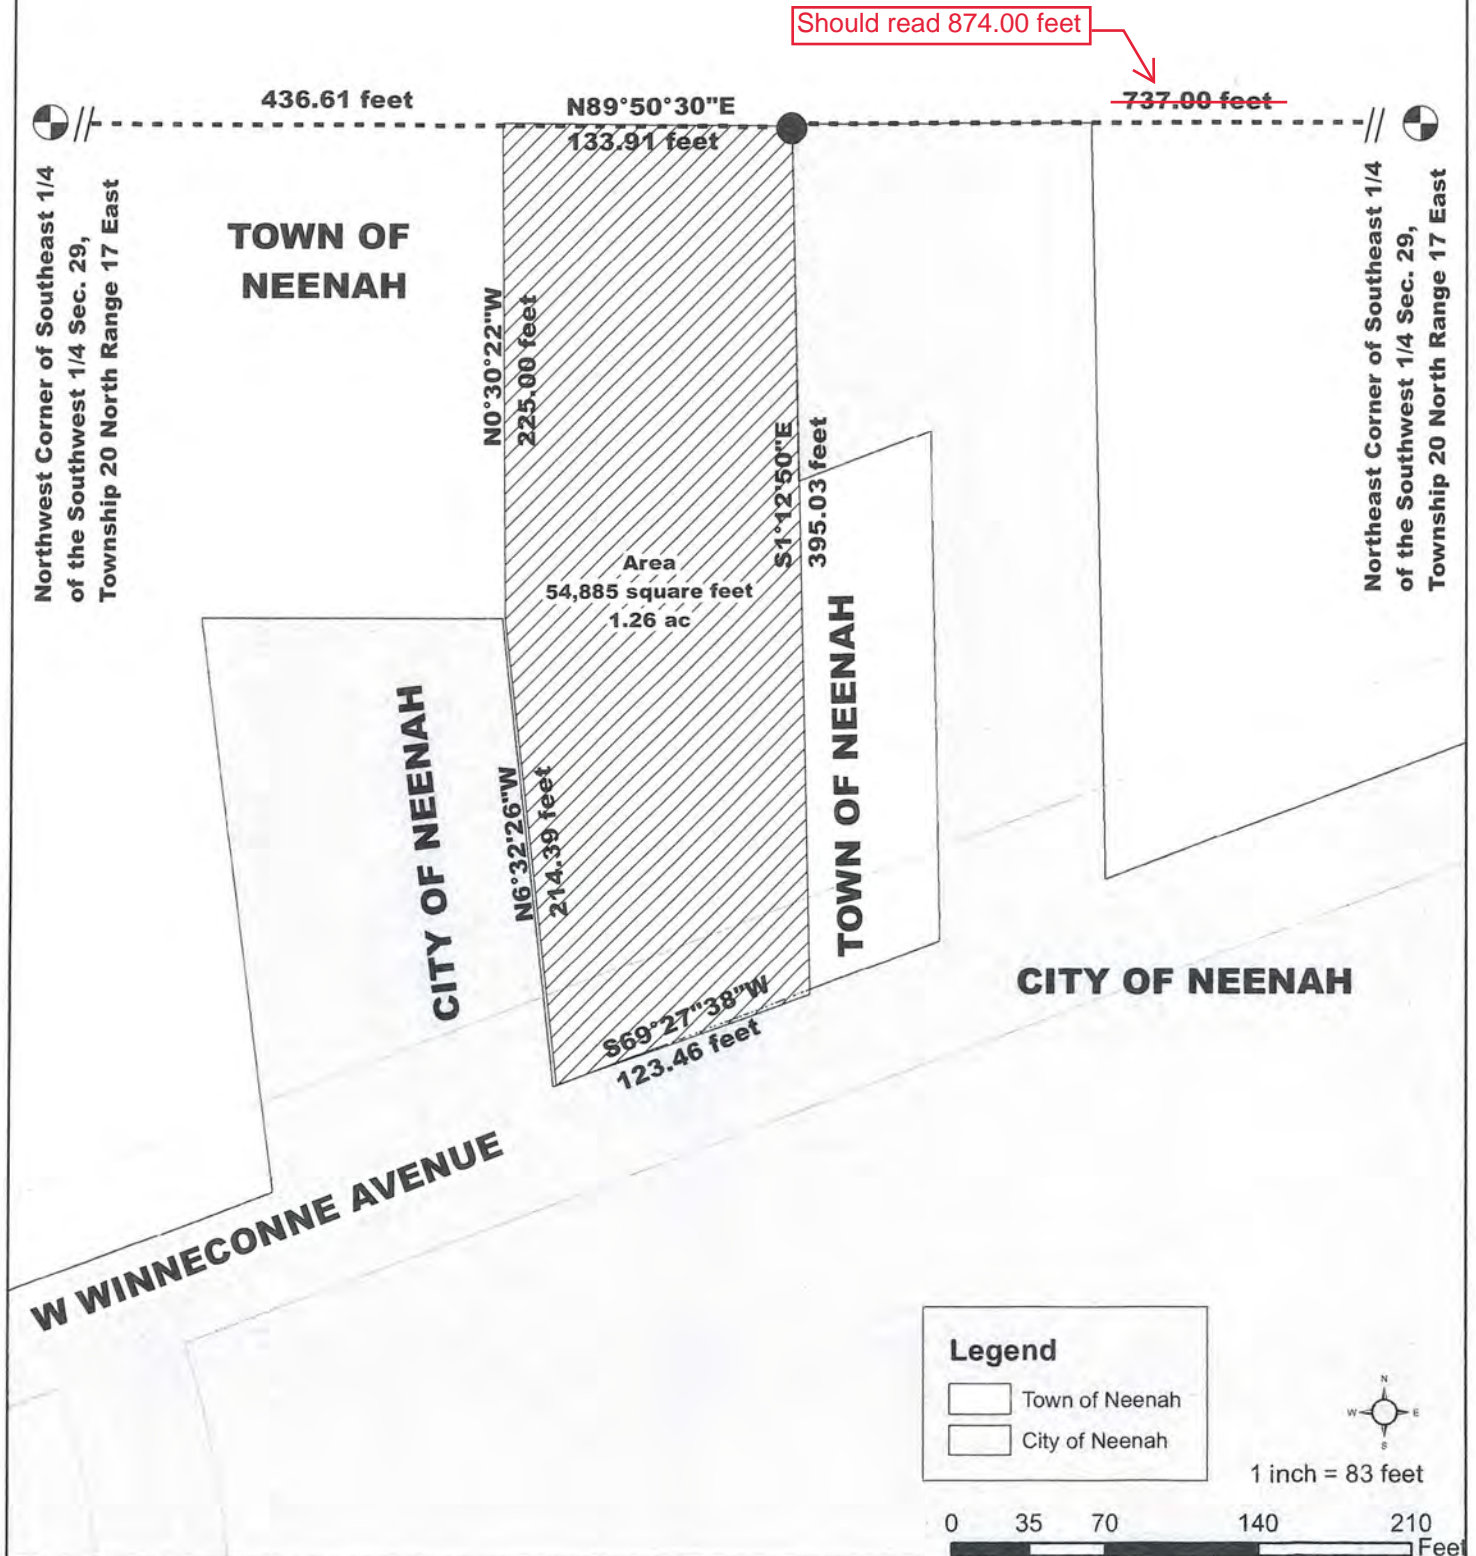 Should read 874.00 feet
436.61 feet
N89°50°30"E
133.91 feet
737.00 feet
Northwest Corner of Southeast 1/4
of the Southwest 1/4 Sec. 29,
Township 20 North Range 17 East
TOWN OF
NEENAH
N0°30°22"W
225.00 feet
S1°12'50"E
395.03 feet
Northeast Corner of Southeast 1/4
of the Southwest 1/4 Sec. 29,
Township 20 North Range 17 East
Area
54,885 square feet
1.26 ac
CITY OF NEENAH
N6°32'26"W
214.39 feet
TOWN OF NEENAH
S69°27"38"W
123.46 feet
CITY OF NEENAH
W WINNECONNE AVENUE
Legend
Town of Neenah
City of Neenah
N
W E
S
1 inch = 83 feet
0 35 70 140 210
Feet